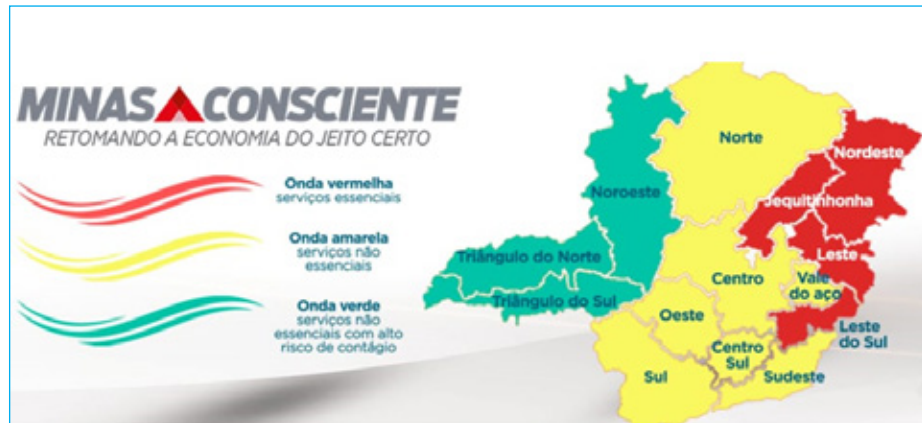 MINAS CONSCIENTE
RETOMANDO A ECONOMIA DO JEITO CERTO
Onda vermelha
serviços essenciais
Onda amarela
serviços não
essenciais
Onda verde
serviços não
essenciais com alto
risco de contágio
Norte
Nordeste
Noroeste
Jequitinhonha
Leste
Triângulo do Norte
Centro
Vale
do aço
Triângulo do Sul
Oeste
Leste
do Sul
Centro
Sul
Sul
Sudeste